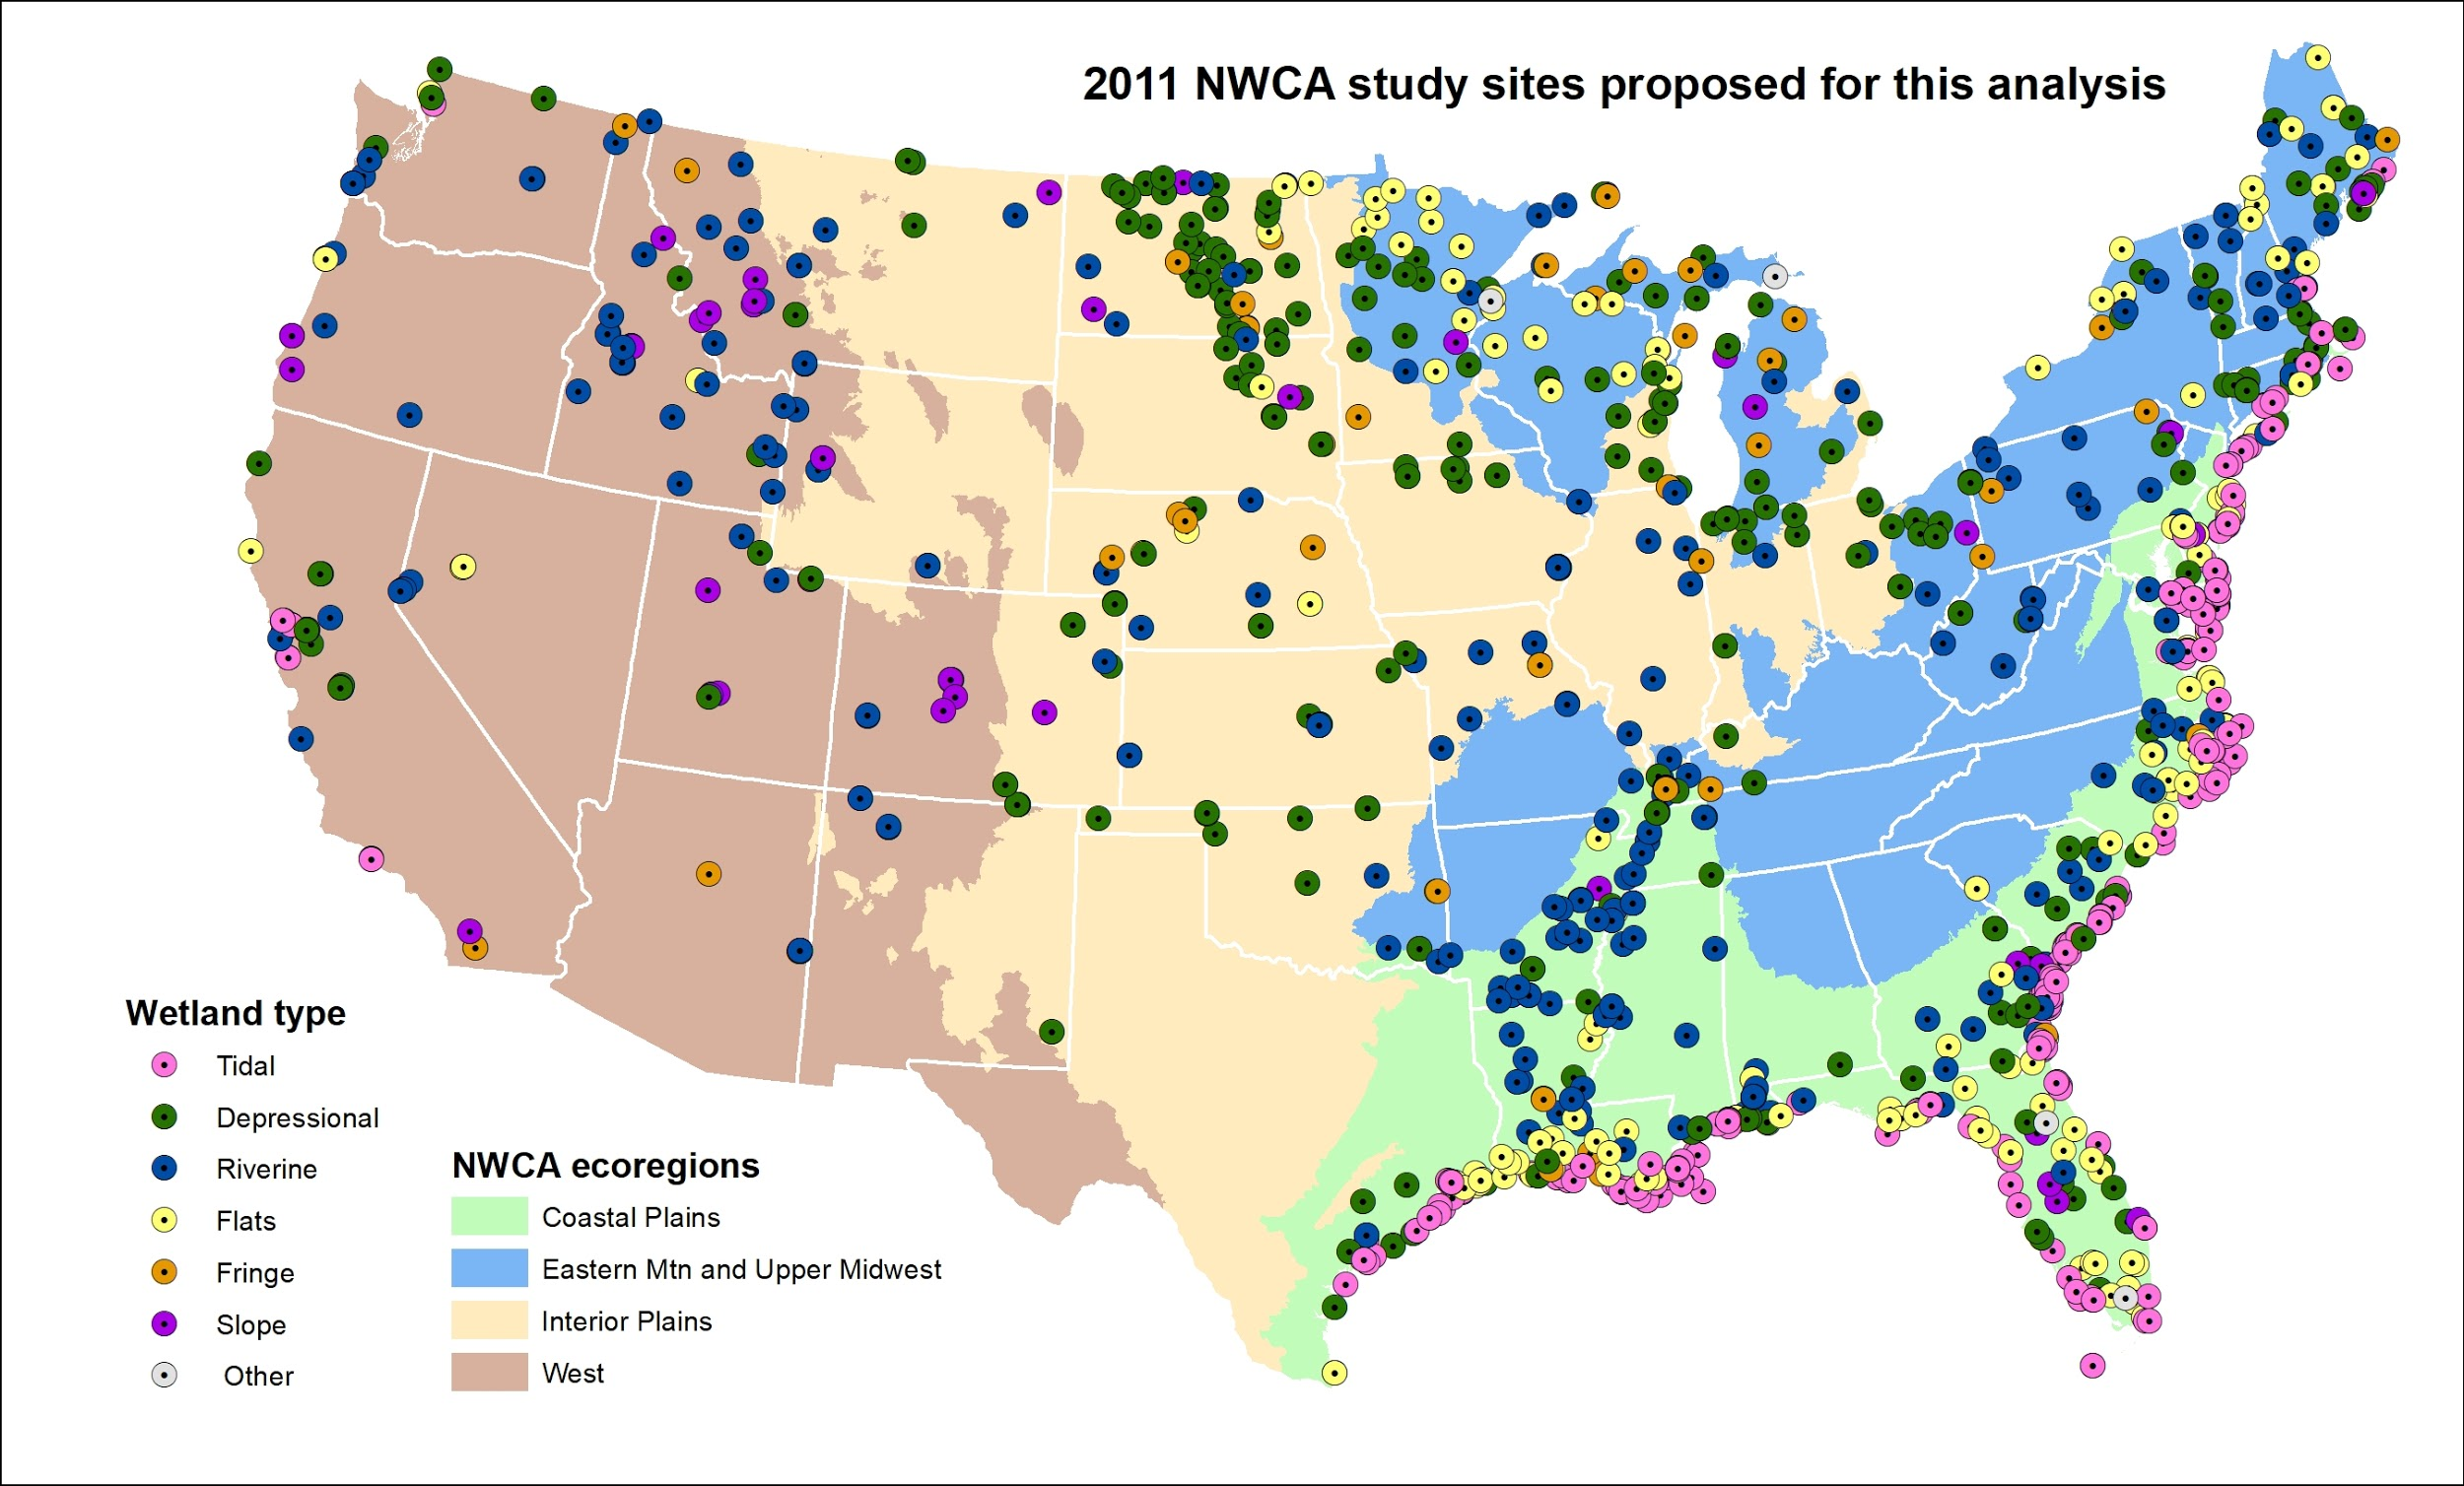 2011 NWCA study sites proposed for this analysis
Wetland type
Tidal
Depressional
Riverine
Flats
Fringe
Slope
Other
NWCA ecoregions
Coastal Plains
Eastern Mtn and Upper Midwest
Interior Plains
West